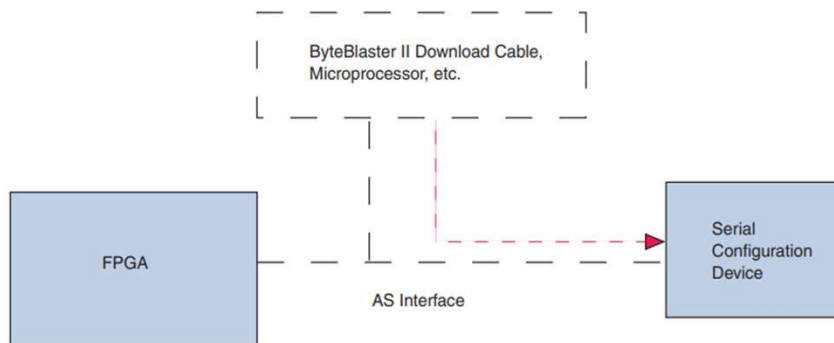 ByteBlaster II Download Cable,
Microprocessor, etc.
FPGA
Serial
Configuration
Device
AS Interface